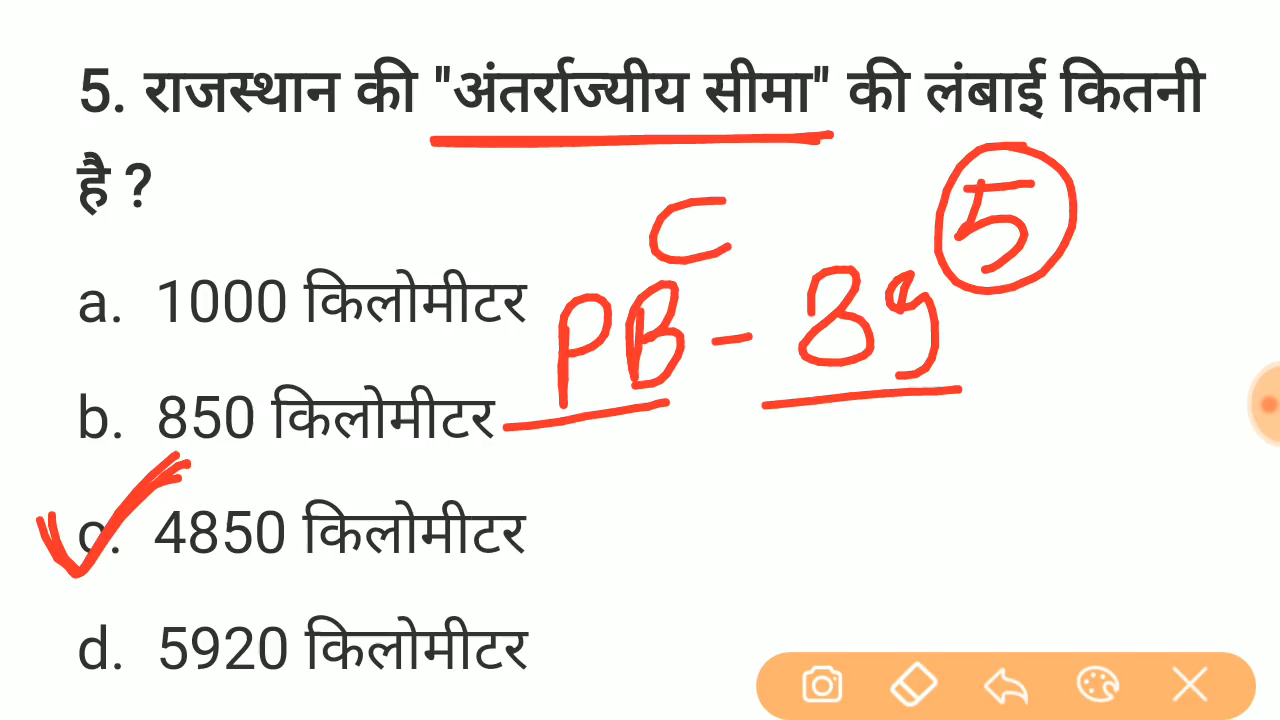 5. राजस्थान की "अंतर्राज्यीय सीमा" की लंबाई कितनी
है ?
C
5
PB - 89
a. 1000 किलोमीटर
b. 850 किलोमीटर
c. 4850 किलोमीटर
d. 5920 किलोमीटर